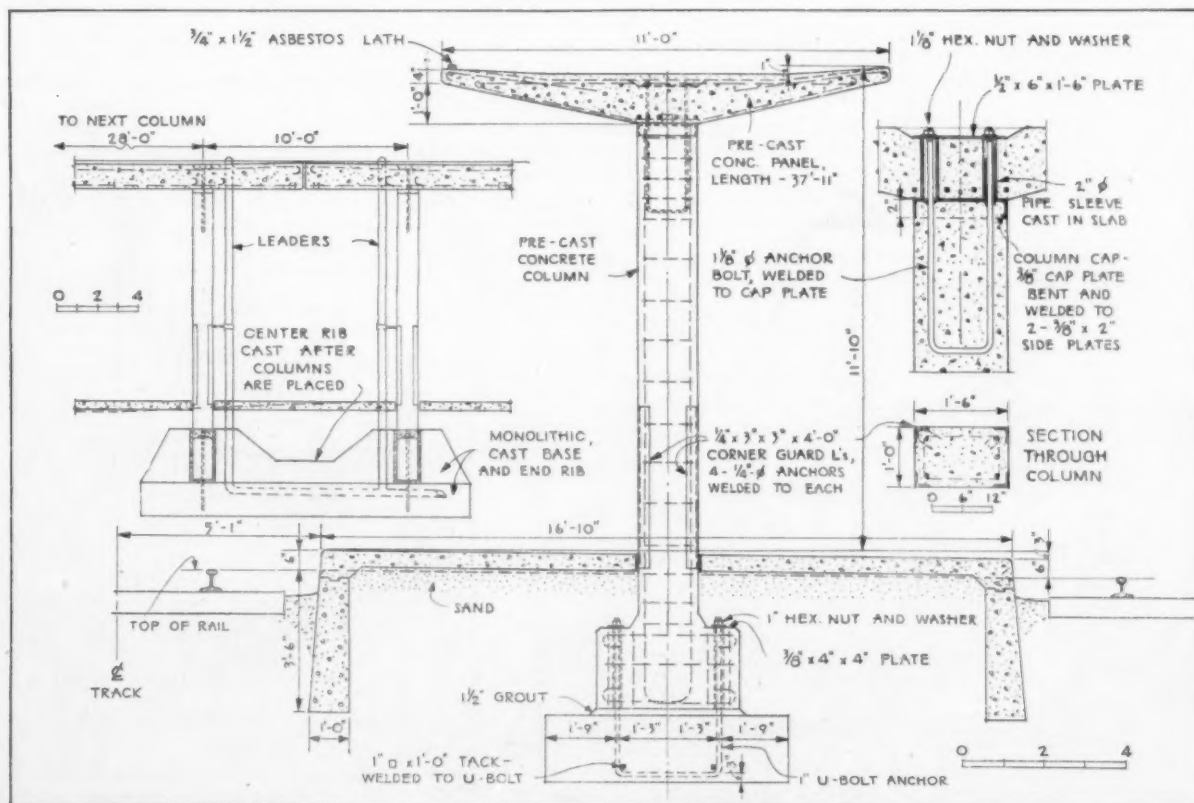 3/4" x 1 1/2" ASBESTOS LATH
11'-0"
1"
4"
1'-0"
1 1/8" HEX. NUT AND WASHER
1/2" x 6" x 1'-6" PLATE
TO NEXT COLUMN
28'-0"
10'-0"
PRE-CAST
CONC. PANEL,
LENGTH - 37'-11"
2"
2" ϕ
PIPE SLEEVE
CAST IN SLAB
LEADERS
PRE-CAST
CONCRETE
COLUMN
1 1/8" ϕ ANCHOR
BOLT, WELDED
TO CAP PLATE
COLUMN CAP-
3/8" CAP PLATE
BENT AND
WELDED TO
2 - 3/8" x 2"
SIDE PLATES
0 2 4
CENTER RIB
CAST AFTER
COLUMNS
ARE PLACED
11'-10"
MONOLITHIC,
CAST BASE
AND END RIB
1/4" x 3" x 3" x 4'-0"
CORNER GUARD L's,
4 - 1/4" ϕ ANCHORS
WELDED TO EACH
1'-6"
1'-0"
SECTION
THROUGH
COLUMN
0 6" 12"
5'-1"
16'-10"
6"
3"
6"
SAND
TOP OF RAIL
3'-6"
℄
TRACK
1'-0"
1" HEX. NUT AND WASHER
3/8" x 4" x 4" PLATE
1 1/2" GROUT
1'-9" 1'-3" 1'-3" 1'-9"
3"
1" □ x 1'-0" TACK-
WELDED TO U-BOLT
1" U-BOLT ANCHOR
0 2 4